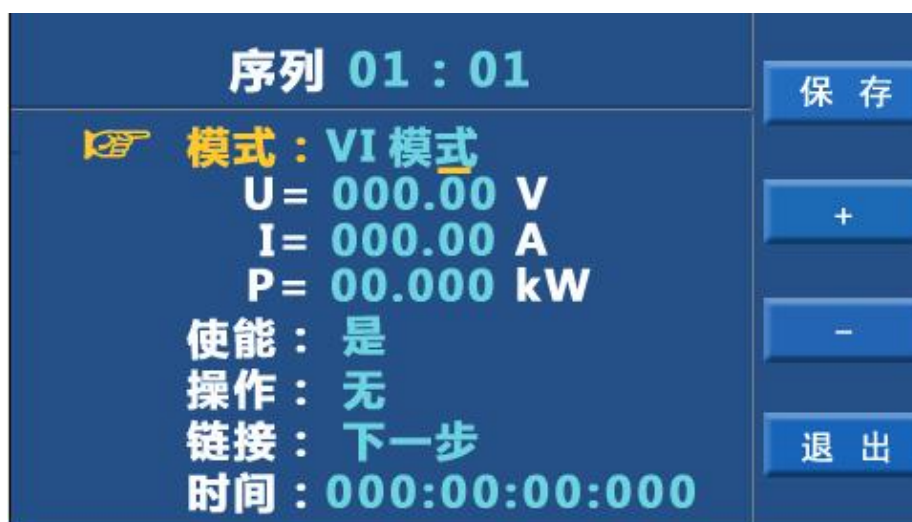 序列 01 : 01
模式 : VI 模式
U= 000.00 V
I= 000.00 A
P= 00.000 kW
使能 : 是
操作 : 无
链接 : 下一步
时间 : 000:00:00:000
保 存
+
-
退 出